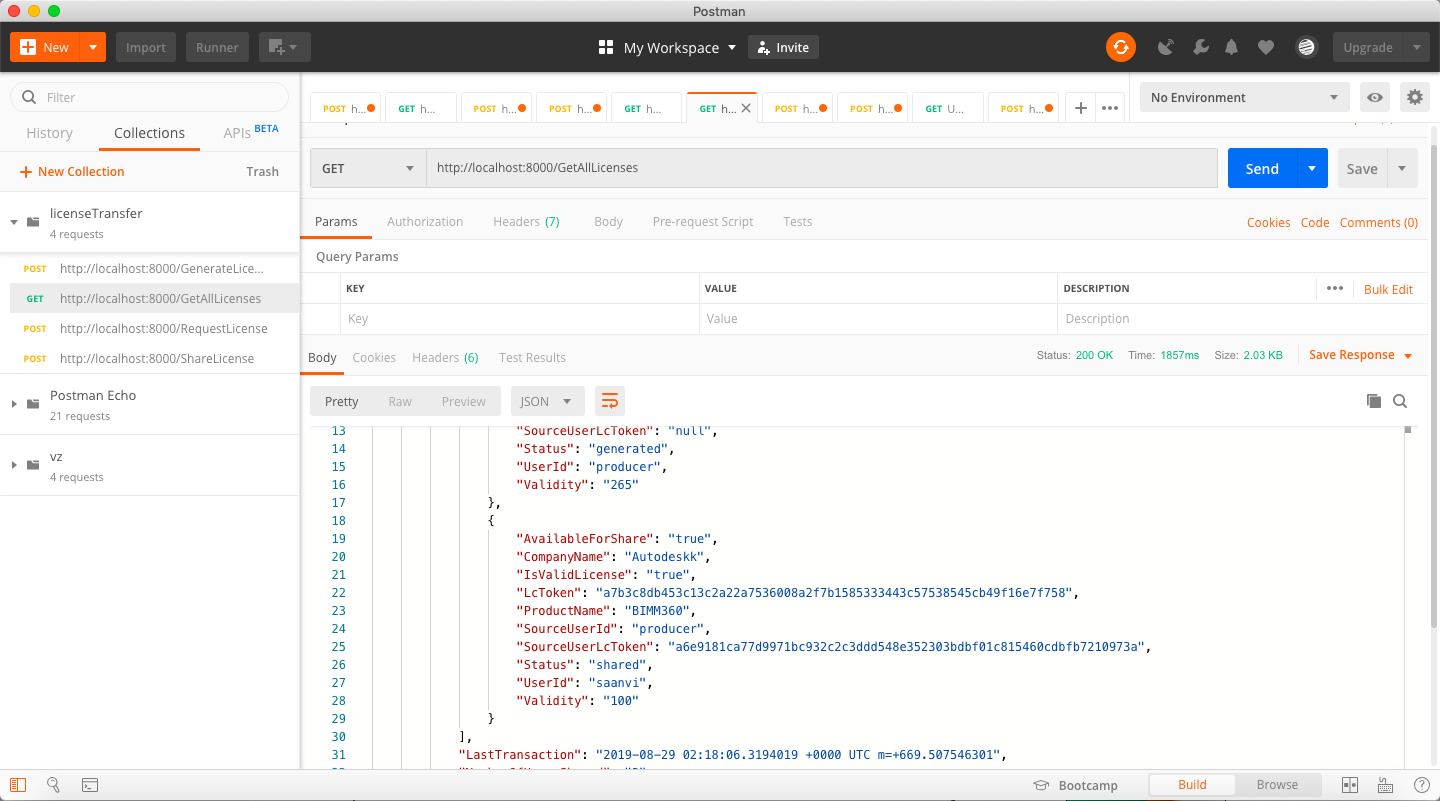 Postman
New
Import
Runner
My Workspace
Invite
Upgrade
Filter
History
Collections
APIs BETA
New Collection
Trash
licenseTransfer
4 requests
POST http://localhost:8000/GenerateLice...
GET http://localhost:8000/GetAllLicenses
POST http://localhost:8000/RequestLicense
POST http://localhost:8000/ShareLicense
Postman Echo
21 requests
vz
4 requests
POST h...
GET h...
POST h...
POST h...
GET h...
GET h...
POST h...
POST h...
GET U...
POST h...
No Environment
GET
http://localhost:8000/GetAllLicenses
Send
Save
Params
Authorization
Headers (7)
Body
Pre-request Script
Tests
Cookies
Code
Comments (0)
Query Params
KEY VALUE DESCRIPTION
Bulk Edit
Key Value Description
Body
Cookies
Headers (6)
Test Results
Status: 200 OK
Time: 1857ms
Size: 2.03 KB
Save Response
Pretty
Raw
Preview
JSON
13 "SourceUserLcToken": "null",
14 "Status": "generated",
15 "UserId": "producer",
16 "Validity": "265"
17 },
18 {
19 "AvailableForShare": "true",
20 "CompanyName": "Autodeskk",
21 "IsValidLicense": "true",
22 "LcToken": "a7b3c8db453c13c2a22a7536008a2f7b1585333443c57538545cb49f16e7f758",
23 "ProductName": "BIMM360",
24 "SourceUserId": "producer",
25 "SourceUserLcToken": "a6e9181ca77d9971bc932c2c3ddd548e352303bdbf01c815460cdbfb7210973a",
26 "Status": "shared",
27 "UserId": "saanvi",
28 "Validity": "100"
29 }
30 ],
31 "LastTransaction": "2019-08-29 02:18:06.3194019 +0000 UTC m=+669.507546301",
Bootcamp
Build
Browse